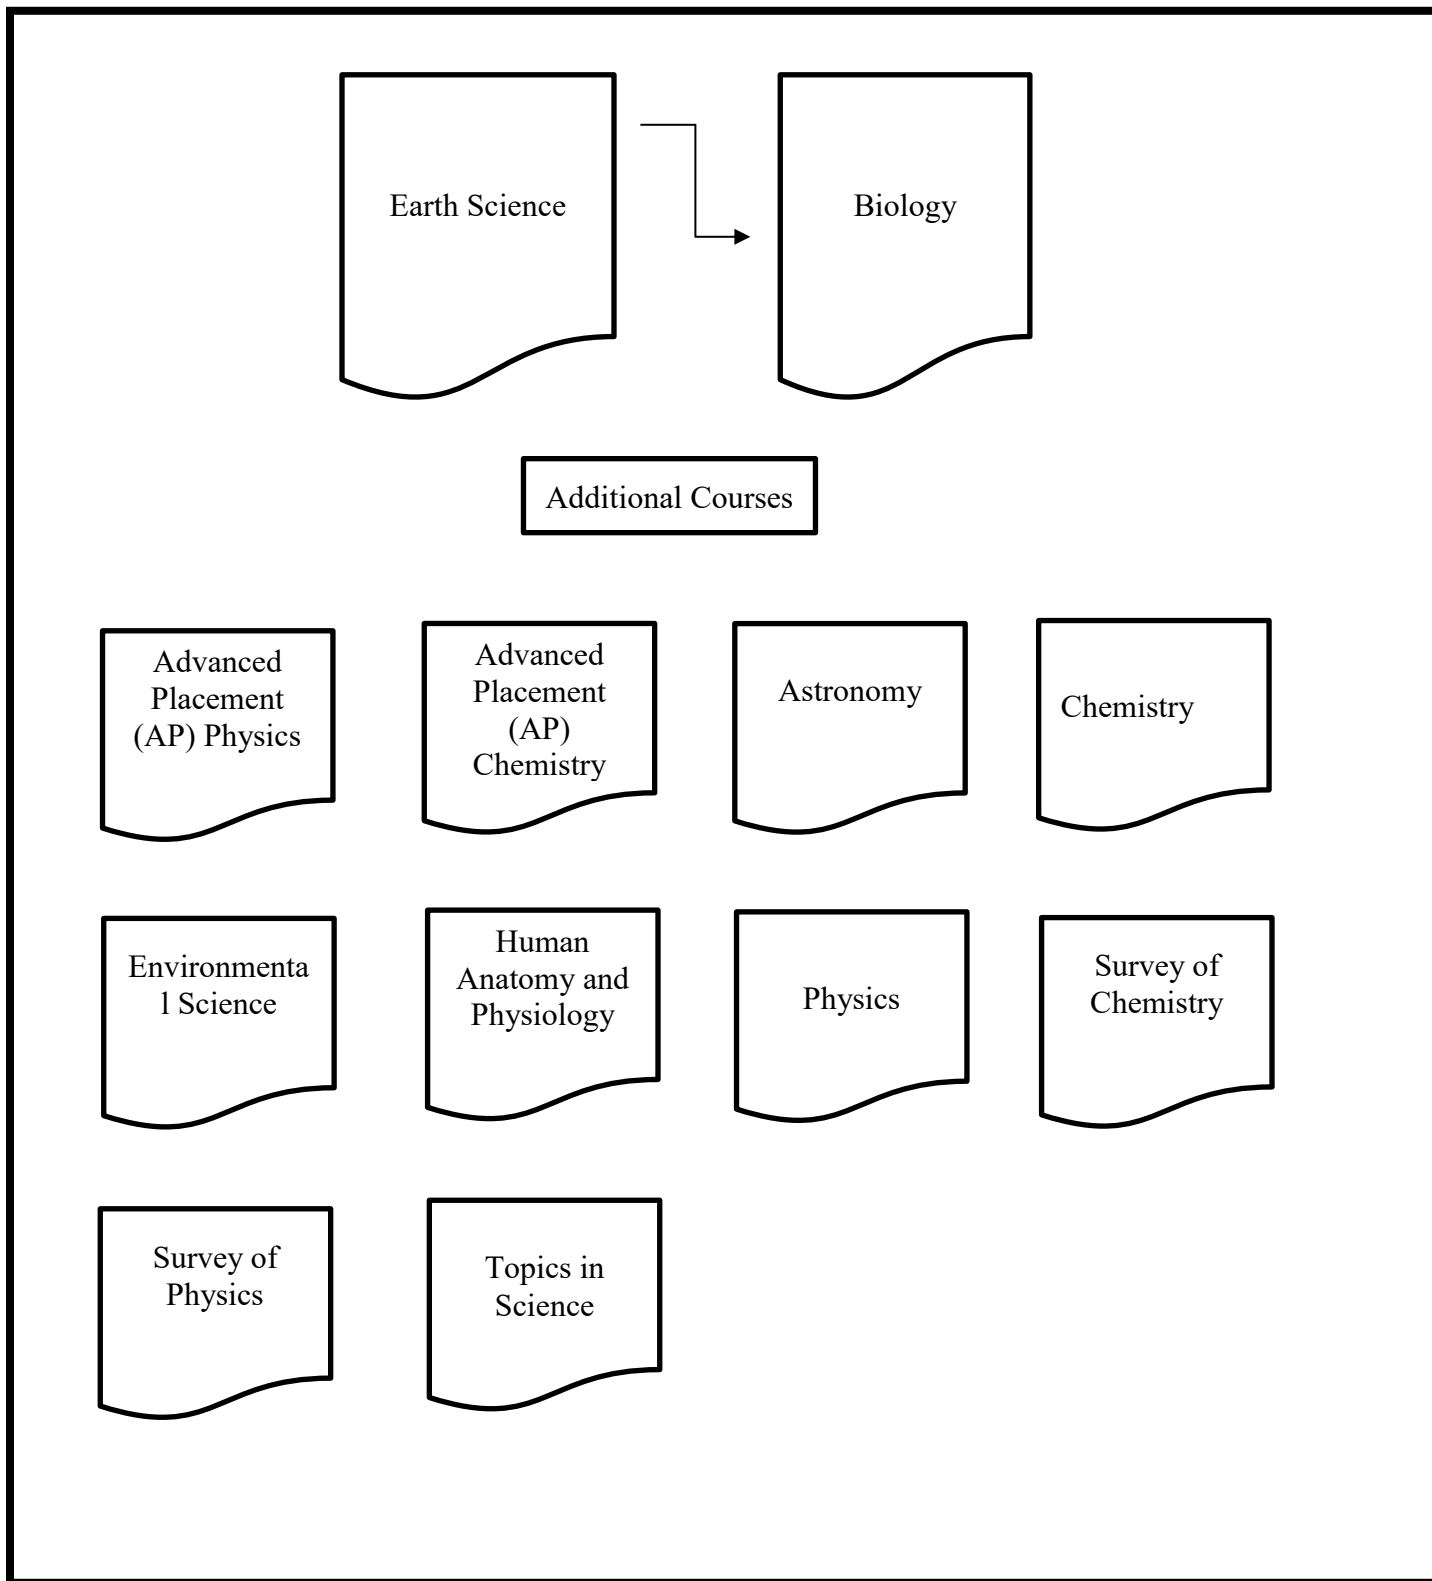 Earth Science
Biology
Additional Courses
Advanced
Placement
(AP) Physics
Advanced
Placement
(AP)
Chemistry
Astronomy
Chemistry
Environmenta
l Science
Human
Anatomy and
Physiology
Physics
Survey of
Chemistry
Survey of
Physics
Topics in
Science